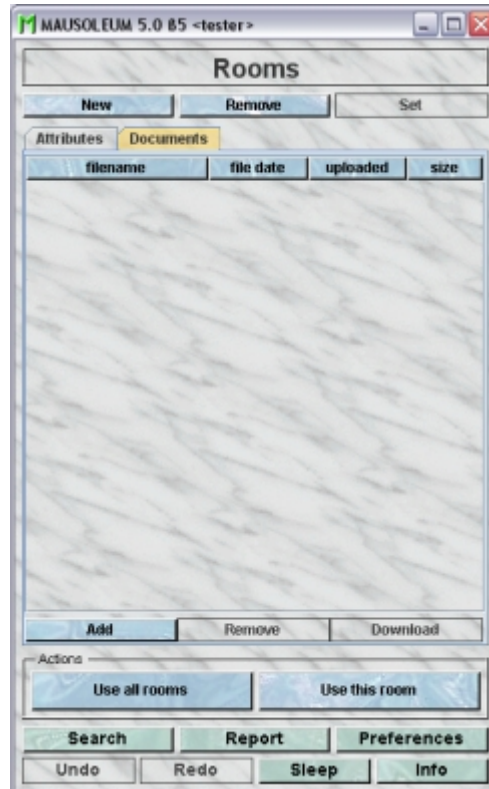 MAUSOLEUM 5.0 ß5 <tester>
Rooms
New Remove Set
Attributes Documents
filename file date uploaded size
Add Remove Download
Actions
Use all rooms Use this room
Search Report Preferences
Undo Redo Sleep Info